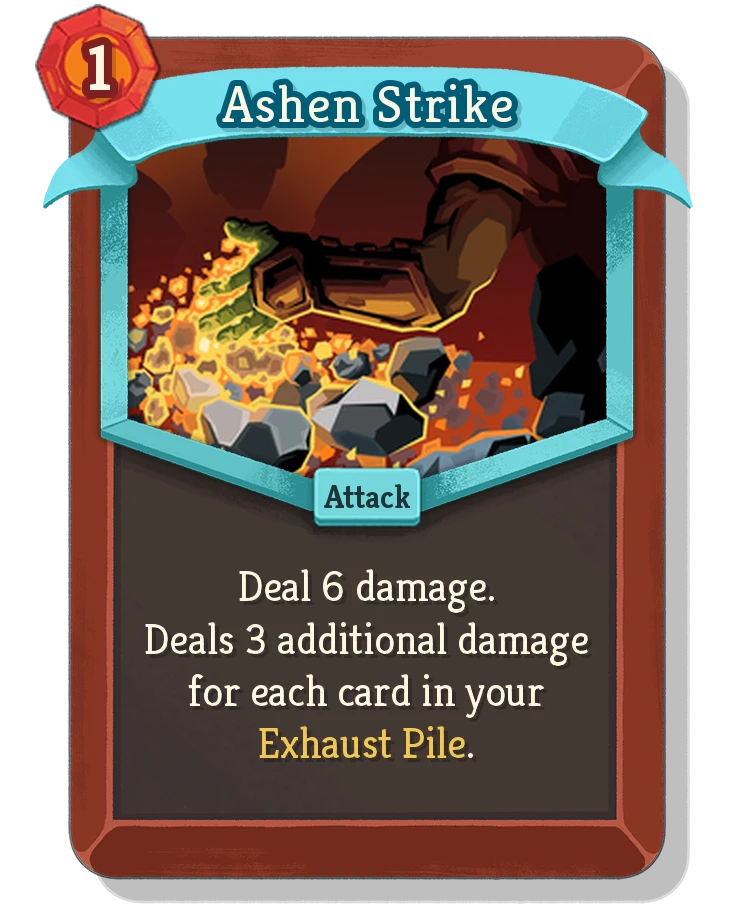 1
Ashen Strike
Attack
Deal 6 damage.
Deals 3 additional damage
for each card in your
Exhaust Pile.